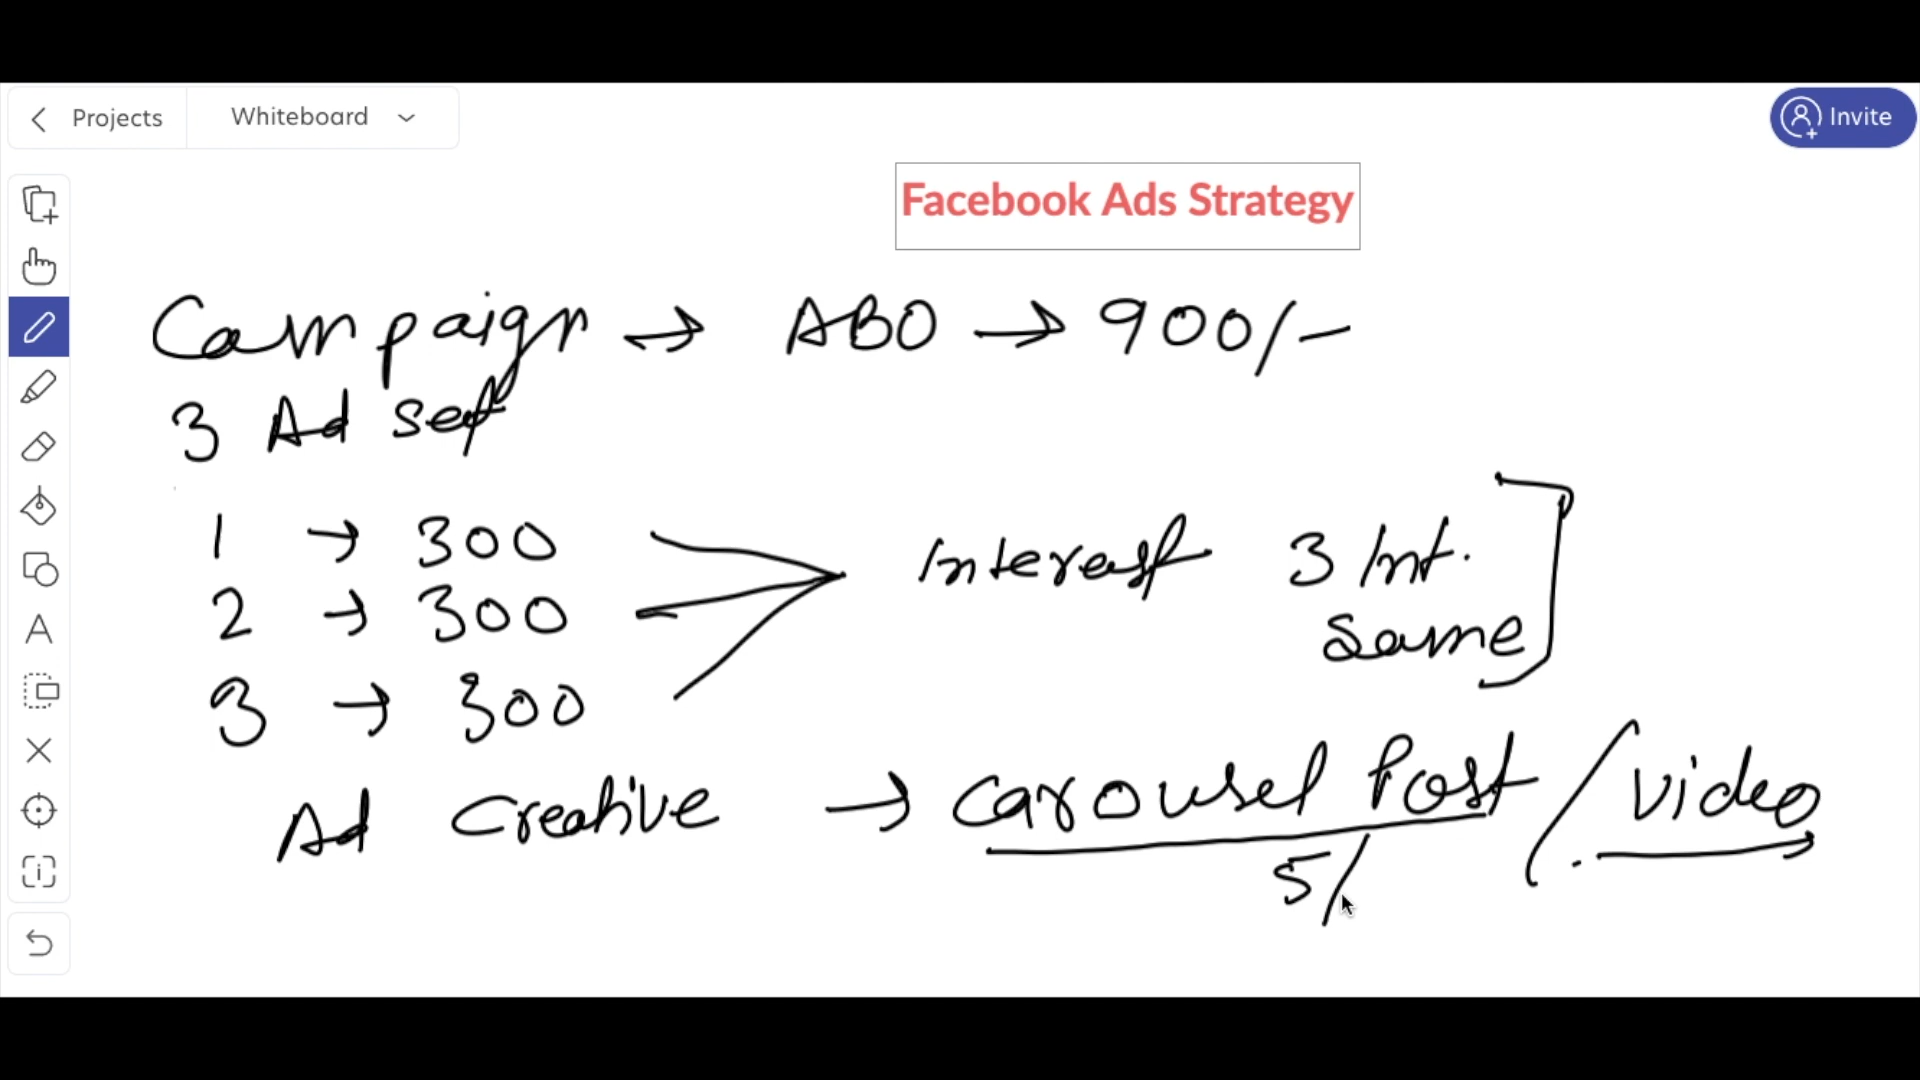 Projects Whiteboard Invite
Facebook Ads Strategy
Campaign → ABO → 900/-
3 Ad set
1 → 300
2 → 300
3 → 300
Interest 3 Int.
Same
Ad Creative → Carousel Post / video
5/